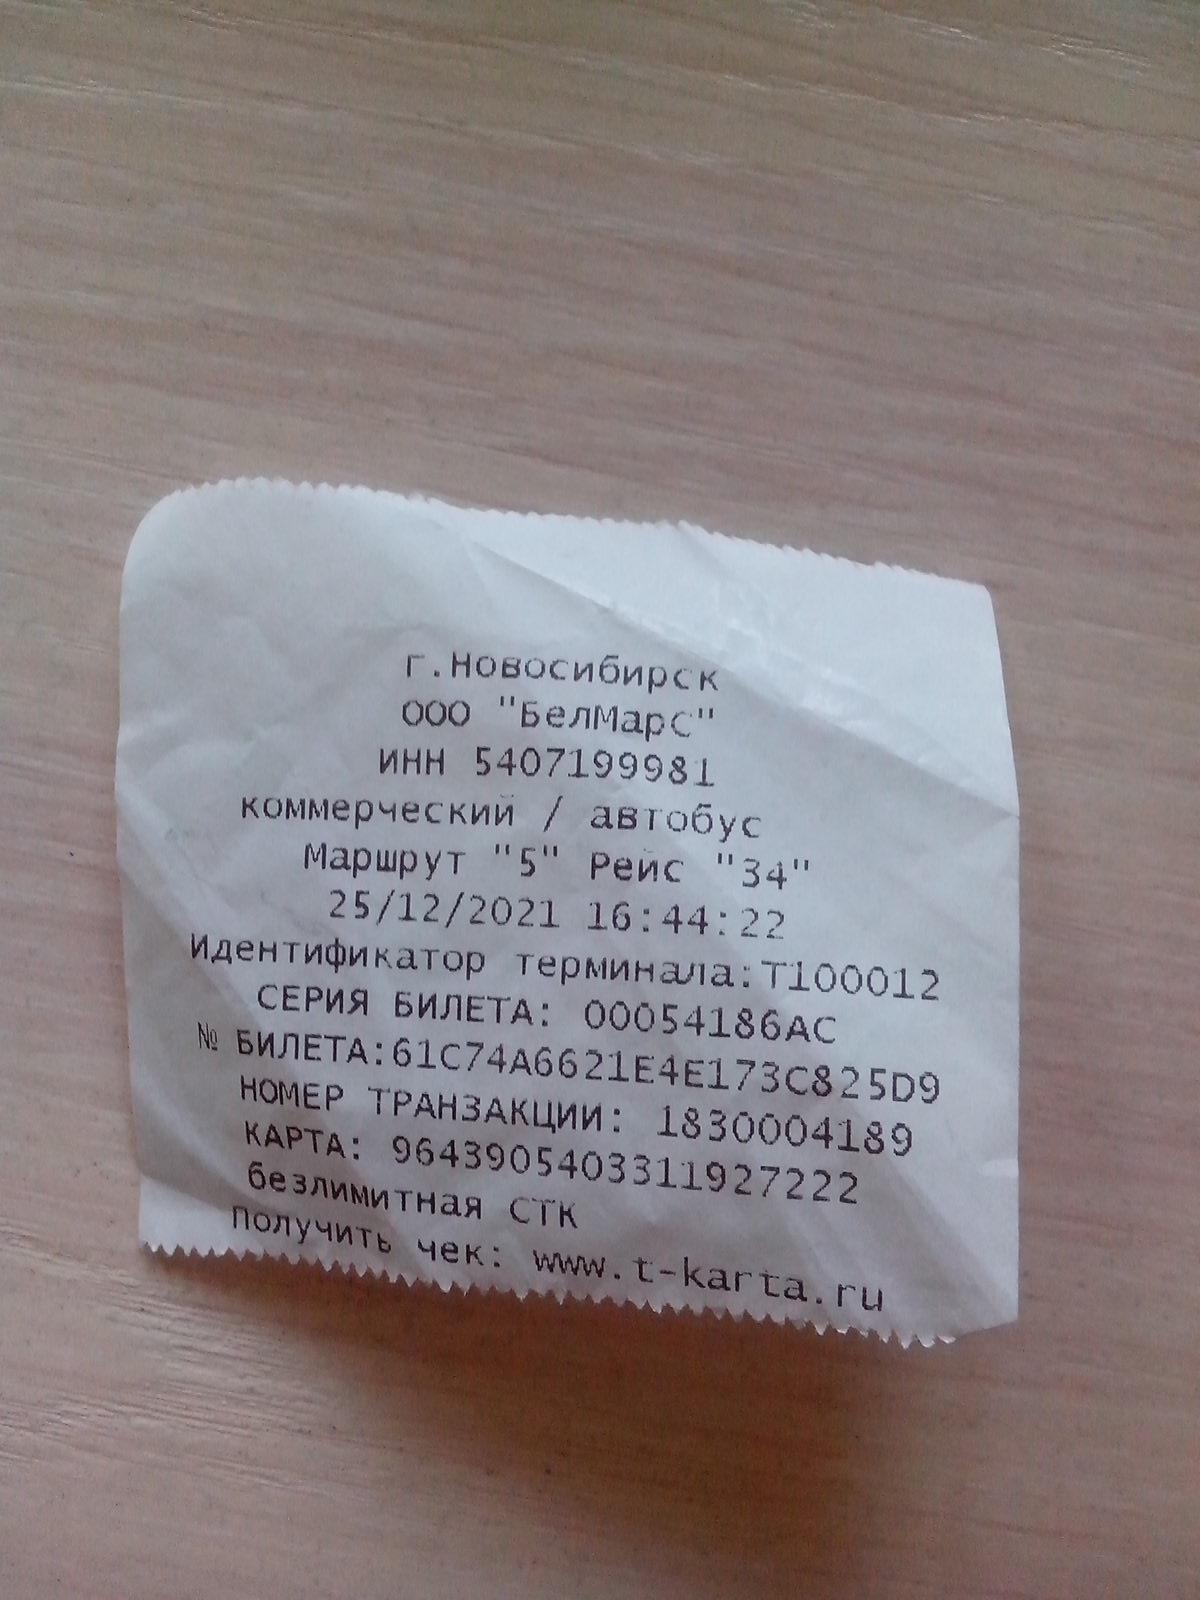 г.Новосибирск
ООО "БелМарС"
ИНН 5407199981
коммерческий / автобус
Маршрут "5" Рейс "34"
25/12/2021 16:44:22
Идентификатор терминала:T100012
СЕРИЯ БИЛЕТА: 00054186AC
№ БИЛЕТА:61C74A6621E4E173C825D9
НОМЕР ТРАНЗАКЦИИ: 1830004189
КАРТА: 9643905403311927222
безлимитная СТК
Получить чек: www.t-karta.ru